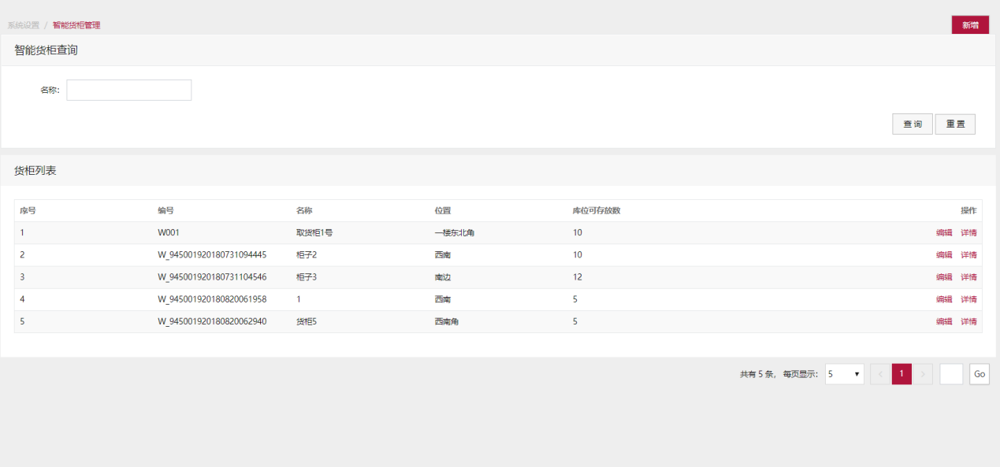 系统设置 / 智能货柜管理 新增
智能货柜查询
名称:
查 询 重 置
货柜列表
序号 编号 名称 位置 库位可存放数 操作
1 W001 取货柜1号 一楼东北角 10 编辑 详情
2 W_945001920180731094445 柜子2 西南 10 编辑 详情
3 W_945001920180731104546 柜子3 南边 12 编辑 详情
4 W_945001920180820061958 1 西南 5 编辑 详情
5 W_945001920180820062940 货柜5 西南角 5 编辑 详情
共有 5 条, 每页显示: 5 ▼ < 1 > Go